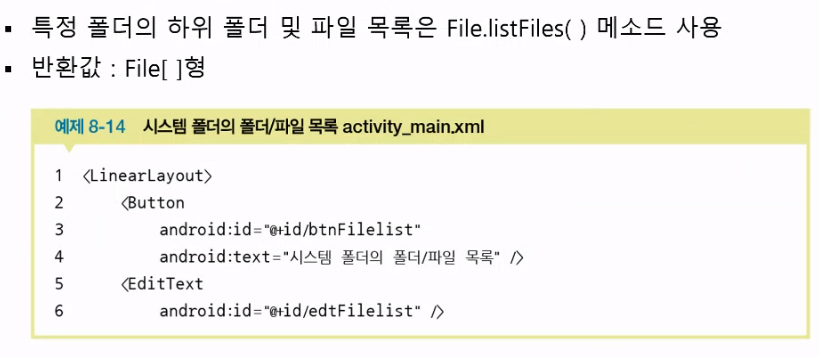 ▪ 특정 폴더의 하위 폴더 및 파일 목록은 File.listFiles( ) 메소드 사용
▪ 반환값 : File[ ]형
예제 8-14 시스템 폴더의 폴더/파일 목록 activity_main.xml
1 <LinearLayout>
2 <Button
3 android:id="@+id/btnFilelist"
4 android:text="시스템 폴더의 폴더/파일 목록" />
5 <EditText
6 android:id="@+id/edtFilelist" />